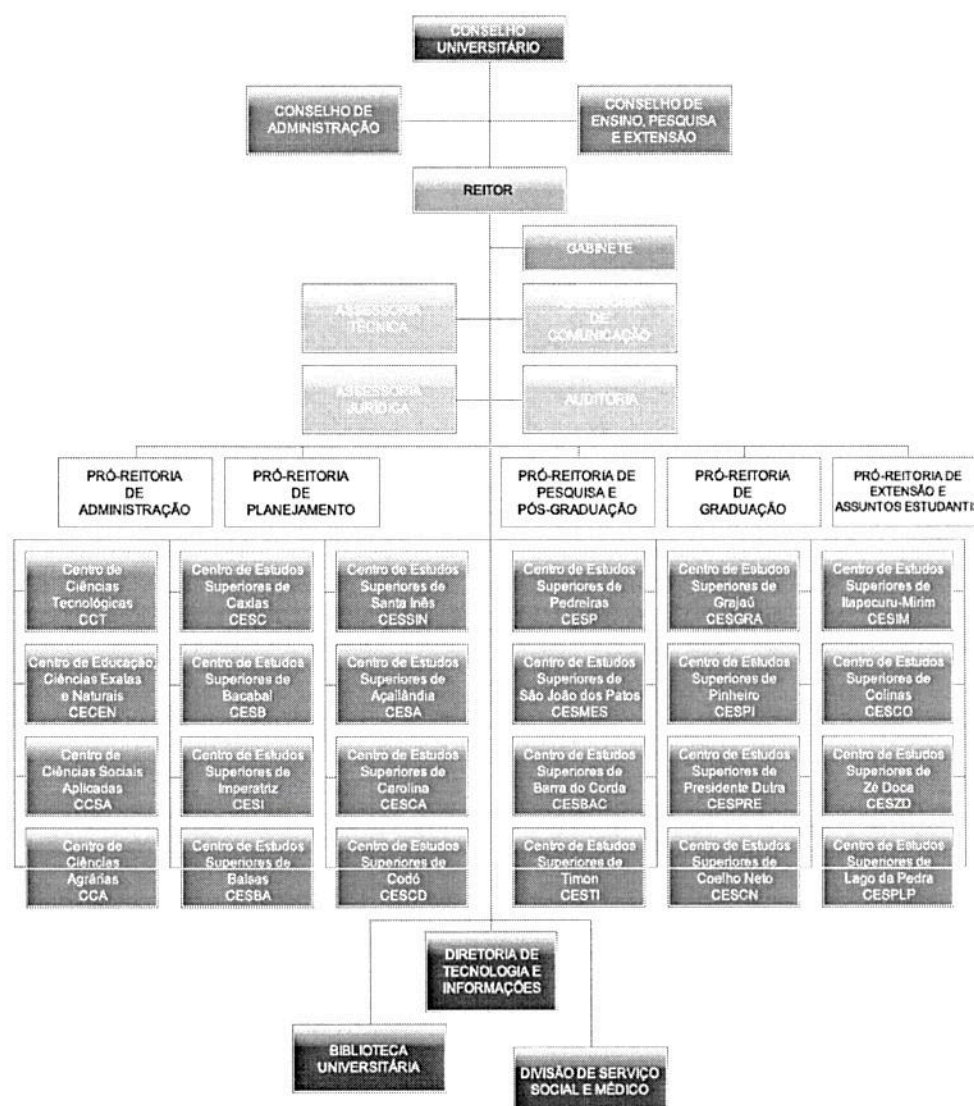 CONSELHO
UNIVERSITÁRIO
CONSELHO DE
ADMINISTRAÇÃO
CONSELHO DE
ENSINO, PESQUISA
E EXTENSÃO
REITOR
GABINETE
ASSESSORIA
TÉCNICA
ASSESSORIA
DE
COMUNICAÇÃO
ASSESSORIA
JURÍDICA
AUDITORIA
PRÓ-REITORIA
DE
ADMINISTRAÇÃO
PRÓ-REITORIA
DE
PLANEJAMENTO
PRÓ-REITORIA DE
PESQUISA E
PÓS-GRADUAÇÃO
PRÓ-REITORIA
DE
GRADUAÇÃO
PRÓ-REITORIA DE
EXTENSÃO E
ASSUNTOS ESTUDANTIS
Centro de
Ciências
Tecnológicas
CCT
Centro de Estudos
Superiores de
Caxias
CESC
Centro de Estudos
Superiores de
Santa Inês
CESSIN
Centro de Estudos
Superiores de
Pedreiras
CESP
Centro de Estudos
Superiores de
Grajaú
CESGRA
Centro de Estudos
Superiores de
Itapecuru-Mirim
CESIM
Centro de Educação,
Ciências Exatas
e Naturais
CECEN
Centro de Estudos
Superiores de
Bacabal
CESB
Centro de Estudos
Superiores de
Açailândia
CESA
Centro de Estudos
Superiores de
São João dos Patos
CESMES
Centro de Estudos
Superiores de
Pinheiro
CESPI
Centro de Estudos
Superiores de
Colinas
CESCO
Centro de
Ciências Sociais
Aplicadas
CCSA
Centro de Estudos
Superiores de
Imperatriz
CESI
Centro de Estudos
Superiores de
Carolina
CESCA
Centro de Estudos
Superiores de
Barra do Corda
CESBAC
Centro de Estudos
Superiores de
Presidente Dutra
CESPRE
Centro de Estudos
Superiores de
Zé Doca
CESZD
Centro de
Ciências
Agrárias
CCA
Centro de Estudos
Superiores de
Balsas
CESBA
Centro de Estudos
Superiores de
Codó
CESCD
Centro de Estudos
Superiores de
Timon
CESTI
Centro de Estudos
Superiores de
Coelho Neto
CESCN
Centro de Estudos
Superiores de
Lago da Pedra
CESPLP
DIRETORIA DE
TECNOLOGIA E
INFORMAÇÕES
BIBLIOTECA
UNIVERSITÁRIA
DIVISÃO DE SERVIÇO
SOCIAL E MÉDICO